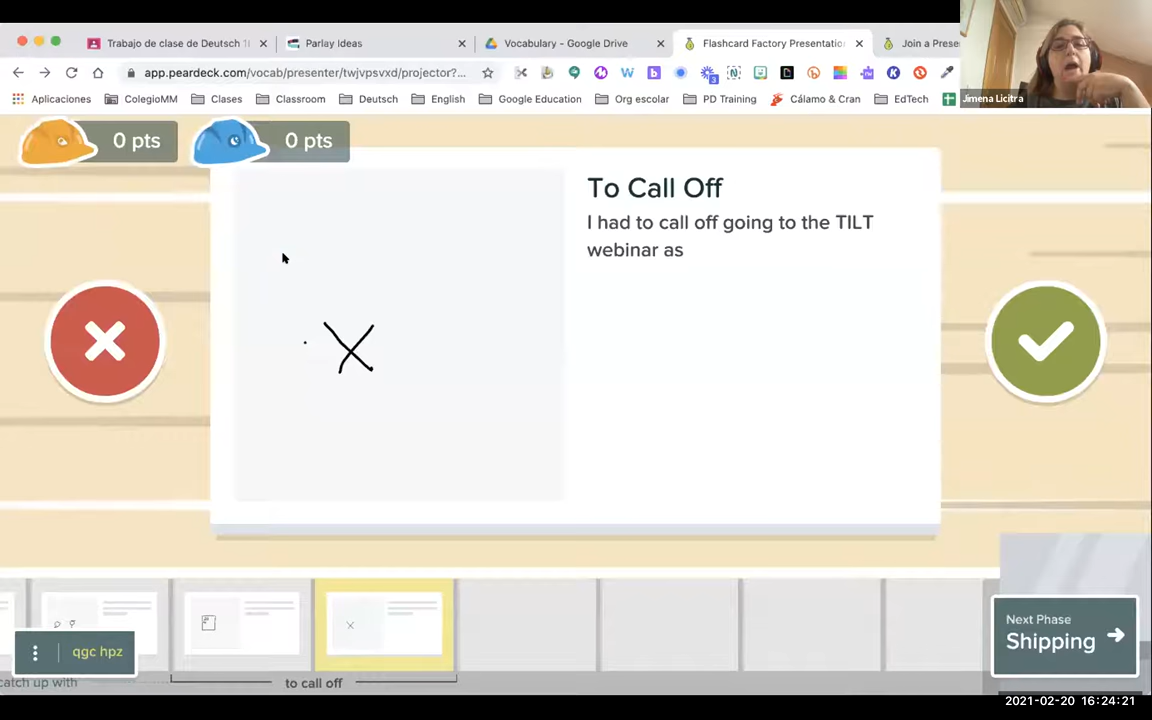 Trabajo de clase de Deutsch 1
Parlay Ideas
Vocabulary - Google Drive
Flashcard Factory Presentatio
Join a Prese
app.peardeck.com/vocab/presenter/twjvpsvxd/projector?...
Aplicaciones
ColegioMM
Clases
Classroom
Deutsch
English
Google Education
Org escolar
PD Training
Cálamo & Cran
EdTech
Jimena Licitra
0 pts
0 pts
To Call Off
I had to call off going to the TILT
webinar as
Next Phase
Shipping
qgc hpz
catch up with
to call off
2021-02-20 16:24:21